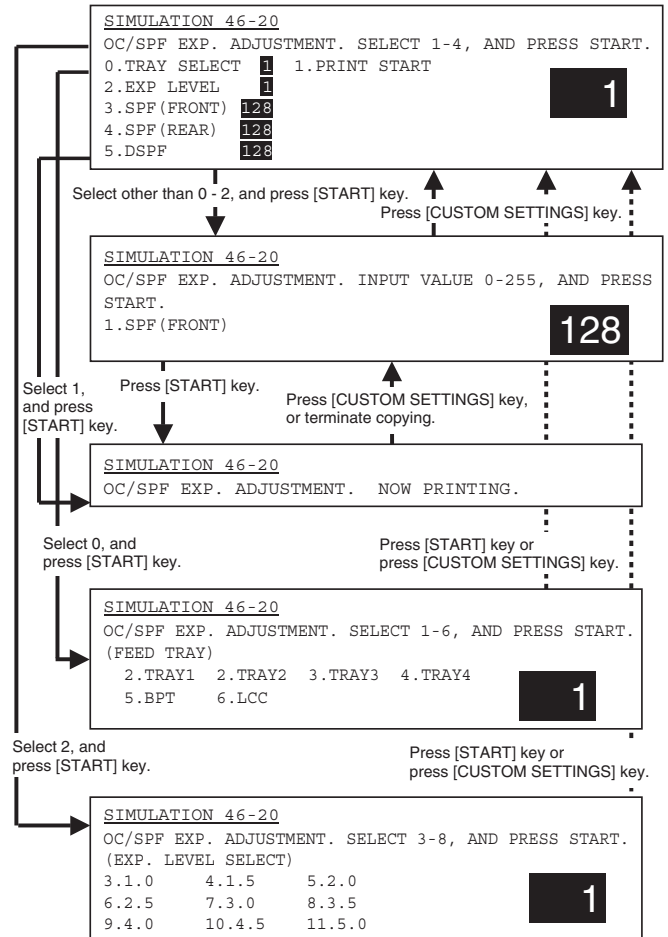 SIMULATION 46-20
OC/SPF EXP. ADJUSTMENT. SELECT 1-4, AND PRESS START.
0.TRAY SELECT 1 1.PRINT START
2.EXP LEVEL 1
3.SPF(FRONT) 128
4.SPF(REAR) 128
5.DSPF 128
1
Select other than 0 - 2, and press [START] key.
Press [CUSTOM SETTINGS] key.
SIMULATION 46-20
OC/SPF EXP. ADJUSTMENT. INPUT VALUE 0-255, AND PRESS
START.
1.SPF(FRONT)
128
Select 1,
and press
[START] key.
Press [START] key.
Press [CUSTOM SETTINGS] key,
or terminate copying.
SIMULATION 46-20
OC/SPF EXP. ADJUSTMENT. NOW PRINTING.
Select 0, and
press [START] key.
Press [START] key or
press [CUSTOM SETTINGS] key.
SIMULATION 46-20
OC/SPF EXP. ADJUSTMENT. SELECT 1-6, AND PRESS START.
(FEED TRAY)
2.TRAY1 2.TRAY2 3.TRAY3 4.TRAY4
5.BPT 6.LCC
1
Select 2, and
press [START] key.
Press [START] key or
press [CUSTOM SETTINGS] key.
SIMULATION 46-20
OC/SPF EXP. ADJUSTMENT. SELECT 3-8, AND PRESS START.
(EXP. LEVEL SELECT)
3.1.0 4.1.5 5.2.0
6.2.5 7.3.0 8.3.5
9.4.0 10.4.5 11.5.0
1